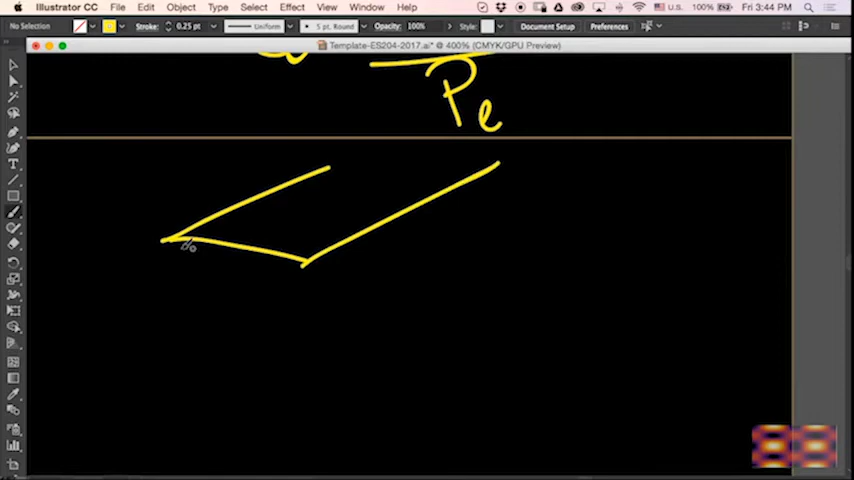 Illustrator CC File Edit Object Type Select Effect View Window Help U.S. 100% Fri 3:44 PM
No Selection Stroke: 0.25 pt Uniform 5 pt. Round Opacity: 100% Style: Document Setup Preferences
Template-ES204-2017.ai* @ 400% (CMYK/GPU Preview)
Pe